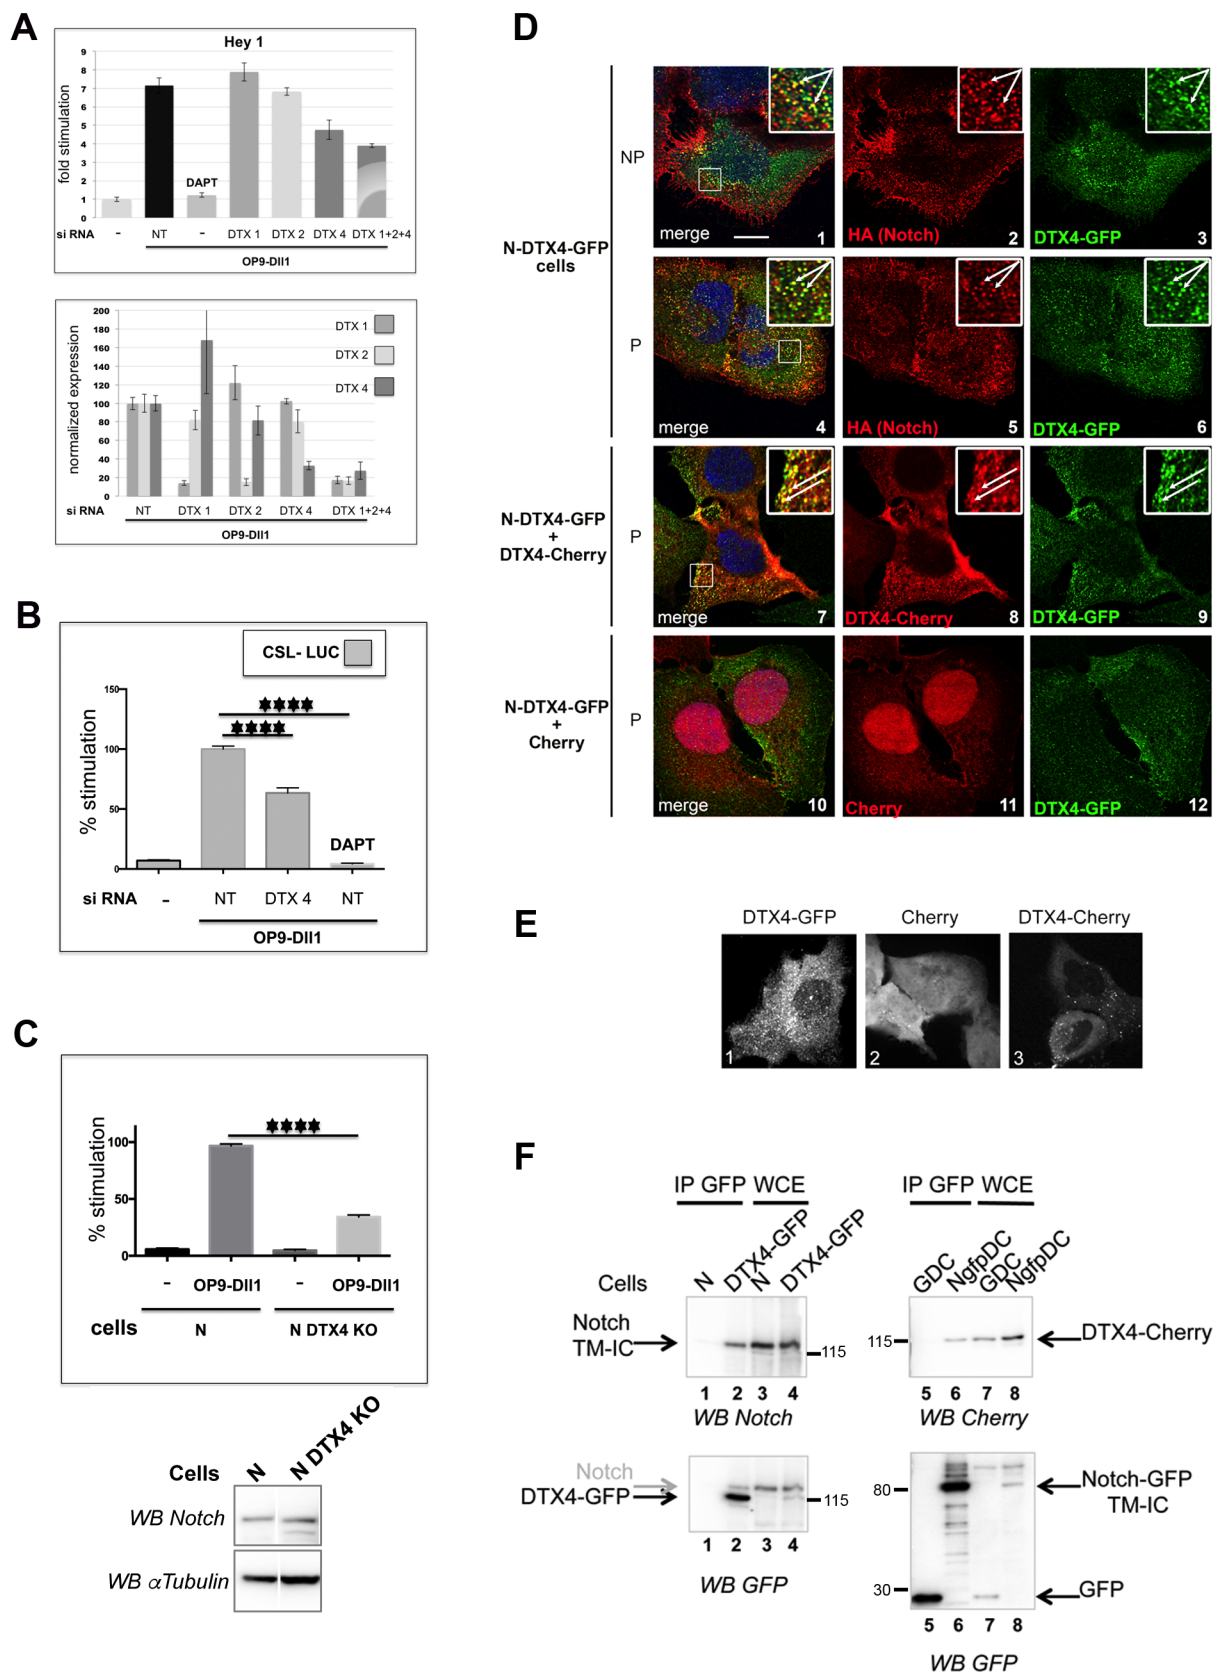 A
Hey 1
fold stimulation
9
8
7
6
5
4
3
2
1
0
DAPT
si RNA
- NT - DTX 1 DTX 2 DTX 4 DTX 1+2+4
OP9-Dll1
normalized expression
200
180
160
140
120
100
80
60
40
20
0
DTX 1
DTX 2
DTX 4
si RNA
NT DTX 1 DTX 2 DTX 4 DTX 1+2+4
OP9-Dll1
B
CSL- LUC
% stimulation
150
100
50
0
DAPT
si RNA - NT DTX 4 NT
OP9-Dll1
C
% stimulation
100
50
0
- OP9-Dll1 - OP9-Dll1
cells N N DTX4 KO
Cells N N DTX4 KO
WB Notch
WB αTubulin
D
N-DTX4-GFP
cells
NP
merge 1
HA (Notch) 2
DTX4-GFP 3
P
merge 4
HA (Notch) 5
DTX4-GFP 6
N-DTX4-GFP
+
DTX4-Cherry
P
merge 7
DTX4-Cherry 8
DTX4-GFP 9
N-DTX4-GFP
+
Cherry
P
merge 10
Cherry 11
DTX4-GFP 12
E
DTX4-GFP Cherry DTX4-Cherry
1 2 3
F
IP GFP WCE
Cells N DTX4-GFP N DTX4-GFP
Notch
TM-IC
115
1 2 3 4
WB Notch
Notch
DTX4-GFP
115
1 2 3 4
WB GFP
IP GFP WCE
GDC NgfpDC GDC NgfpDC
115
DTX4-Cherry
5 6 7 8
WB Cherry
80
Notch-GFP
TM-IC
30
GFP
5 6 7 8
WB GFP